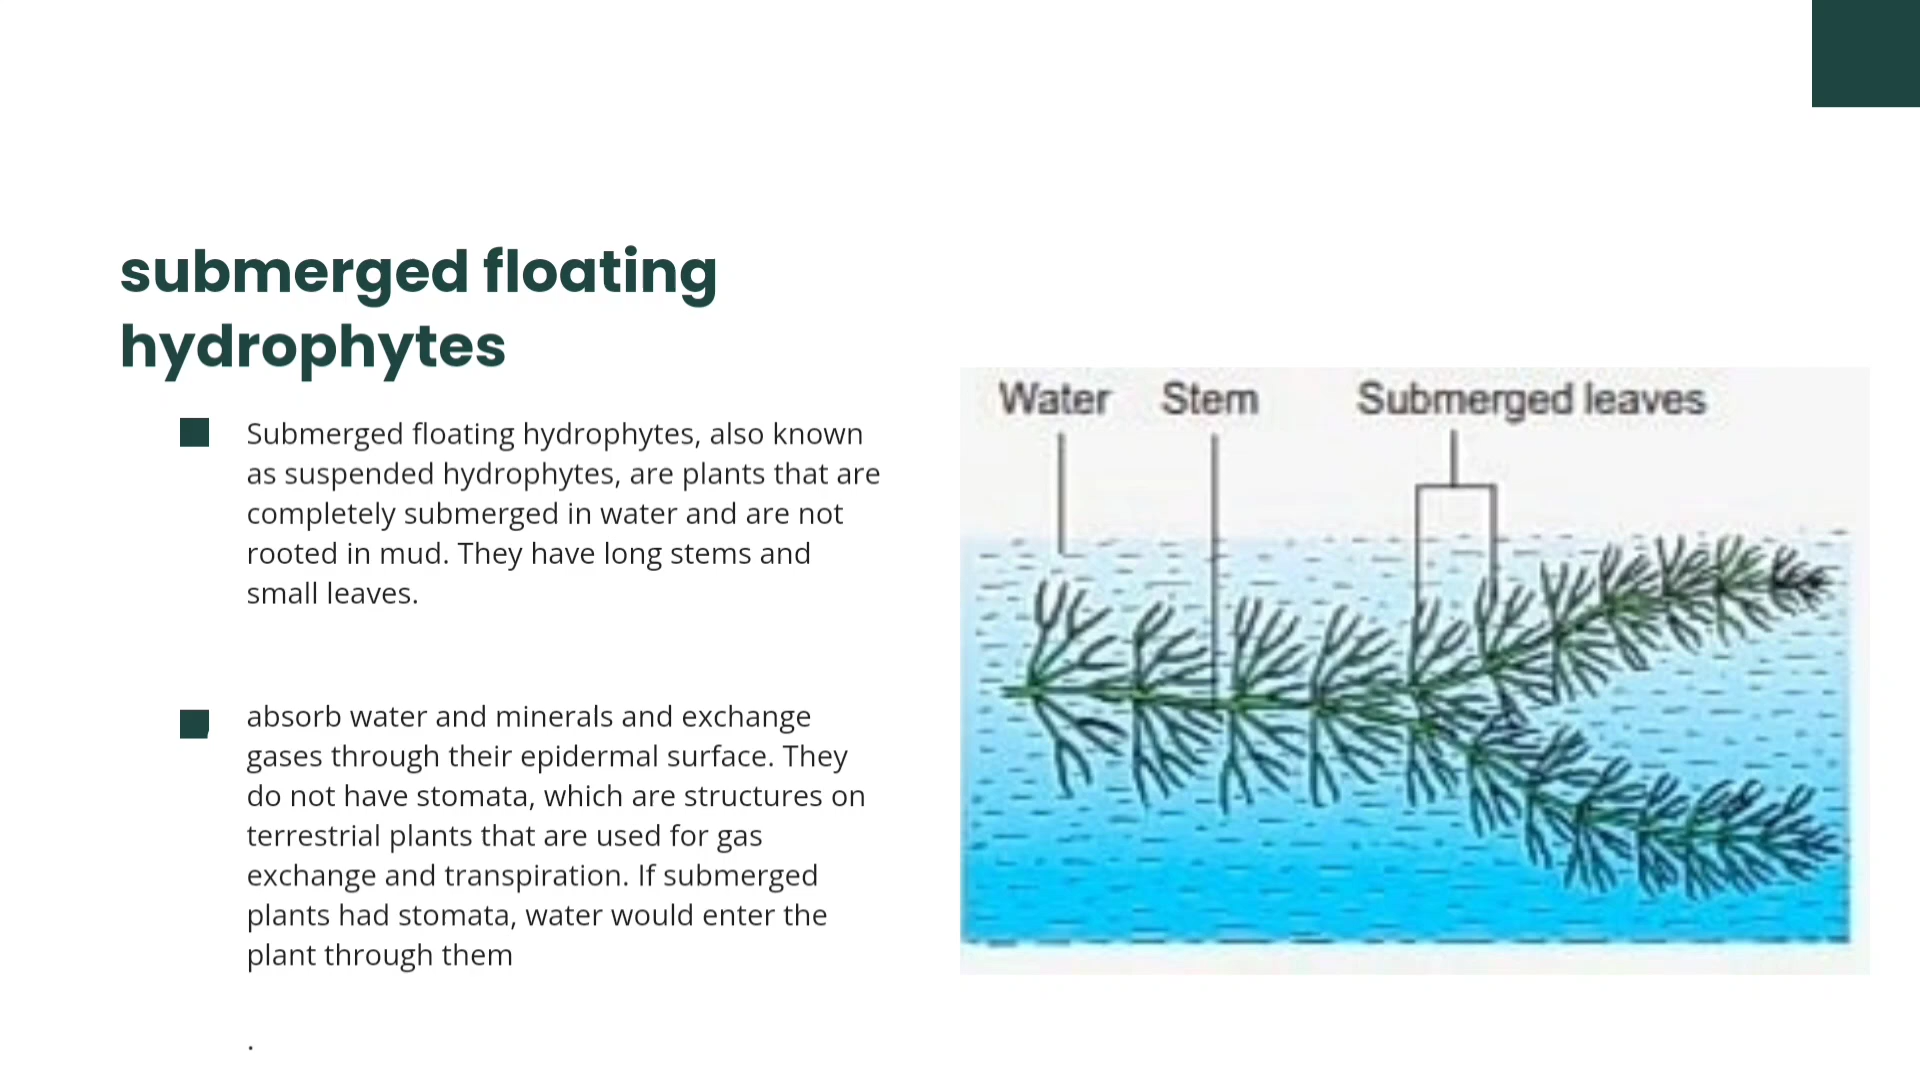 submerged floating
hydrophytes
Submerged floating hydrophytes, also known
as suspended hydrophytes, are plants that are
completely submerged in water and are not
rooted in mud. They have long stems and
small leaves.
absorb water and minerals and exchange
gases through their epidermal surface. They
do not have stomata, which are structures on
terrestrial plants that are used for gas
exchange and transpiration. If submerged
plants had stomata, water would enter the
plant through them
.
Water Stem Submerged leaves